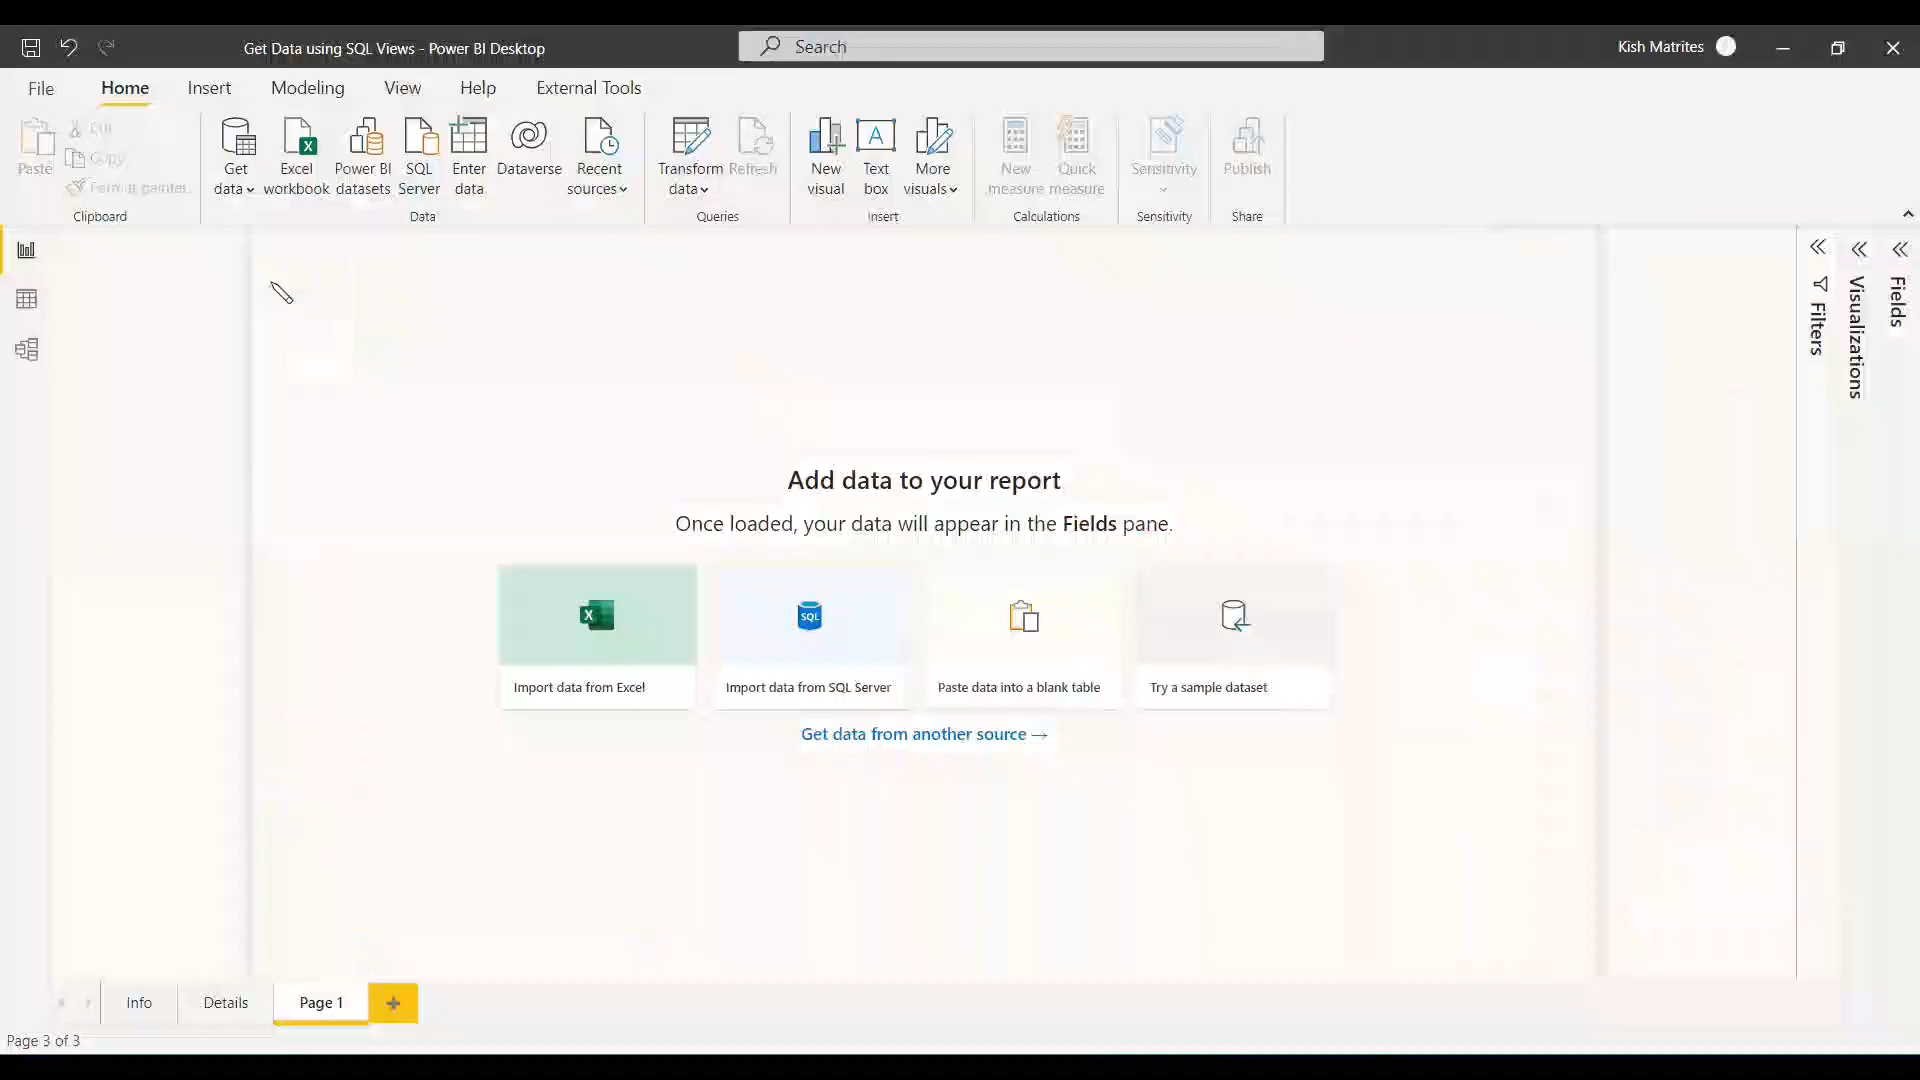 Get Data using SQL Views - Power BI Desktop
Search
Kish Matrites
File Home Insert Modeling View Help External Tools
Paste
Cut
Copy
Format painter
Clipboard
Get data
Excel workbook
Power BI datasets
SQL Server
Enter data
Dataverse
Recent sources
Data
Transform data
Refresh
Queries
New visual
A
Text box
More visuals
Insert
New measure
Quick measure
Calculations
Sensitivity
Sensitivity
Publish
Share
Filters
Visualizations
Fields
Add data to your report
Once loaded, your data will appear in the Fields pane.
X
SQL
Import data from Excel
Import data from SQL Server
Paste data into a blank table
Try a sample dataset
Get data from another source →
Info
Details
Page 1
+
Page 3 of 3